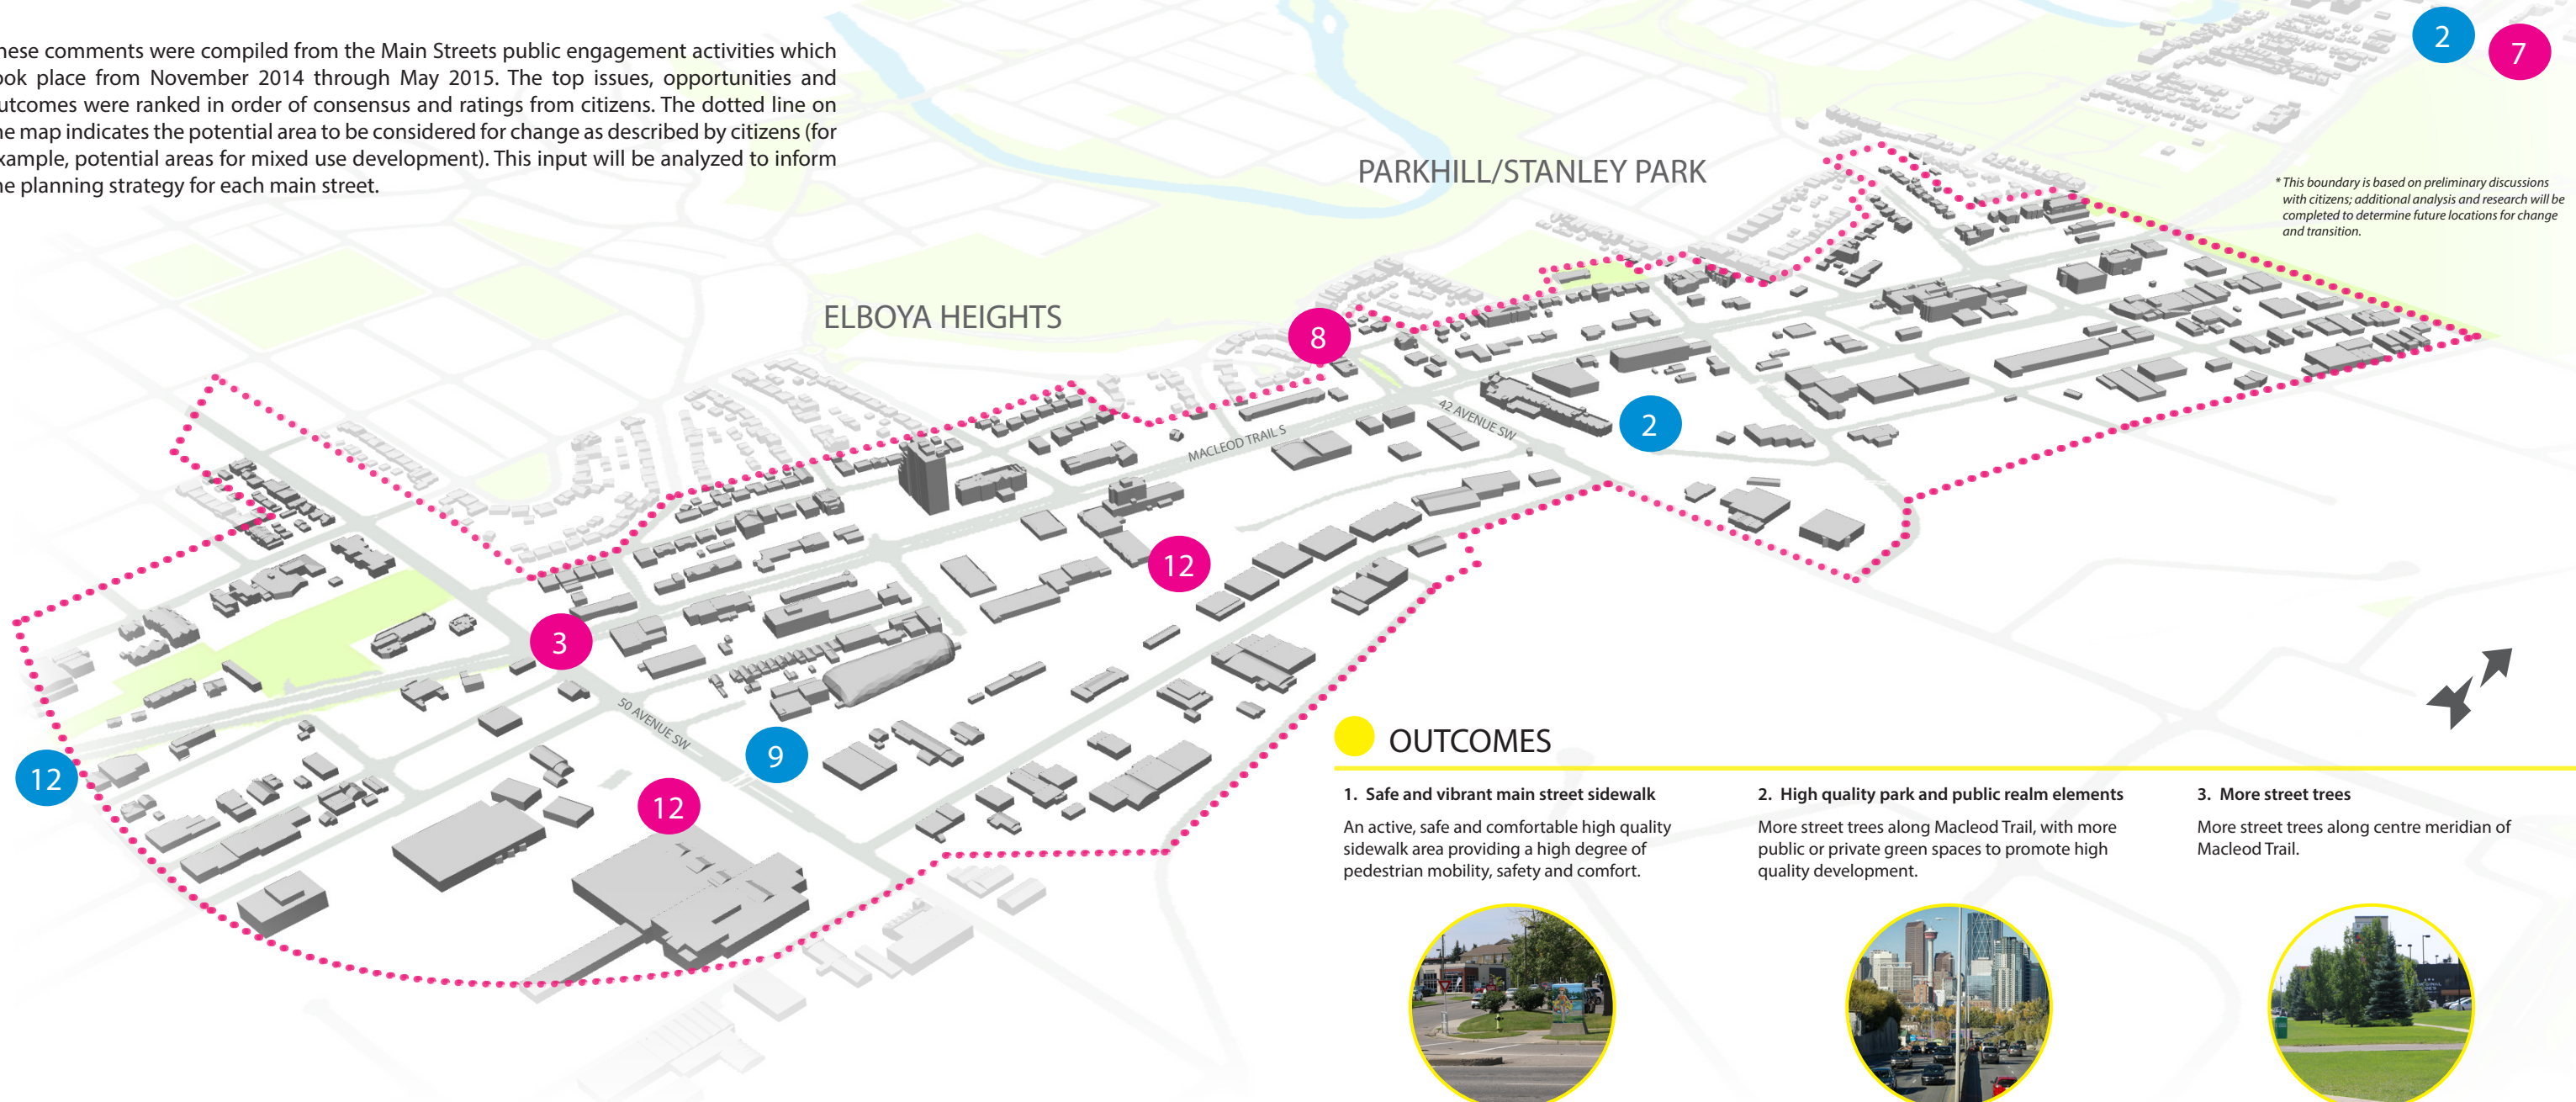 hese comments were compiled from the Main Streets public engagement activities which
ook place from November 2014 through May 2015. The top issues, opportunities and
utcomes were ranked in order of consensus and ratings from citizens. The dotted line on
he map indicates the potential area to be considered for change as described by citizens (for
xample, potential areas for mixed use development). This input will be analyzed to inform
he planning strategy for each main street.
2
7
PARKHILL/STANLEY PARK
* This boundary is based on preliminary discussions
with citizens; additional analysis and research will be
completed to determine future locations for change
and transition.
ELBOYA HEIGHTS
8
42 AVENUE SW
2
MACLEOD TRAIL S
12
3
50 AVENUE SW
9
12
12
OUTCOMES
1. Safe and vibrant main street sidewalk
An active, safe and comfortable high quality
sidewalk area providing a high degree of
pedestrian mobility, safety and comfort.
2. High quality park and public realm elements
More street trees along Macleod Trail, with more
public or private green spaces to promote high
quality development.
3. More street trees
More street trees along centre meridian of
Macleod Trail.